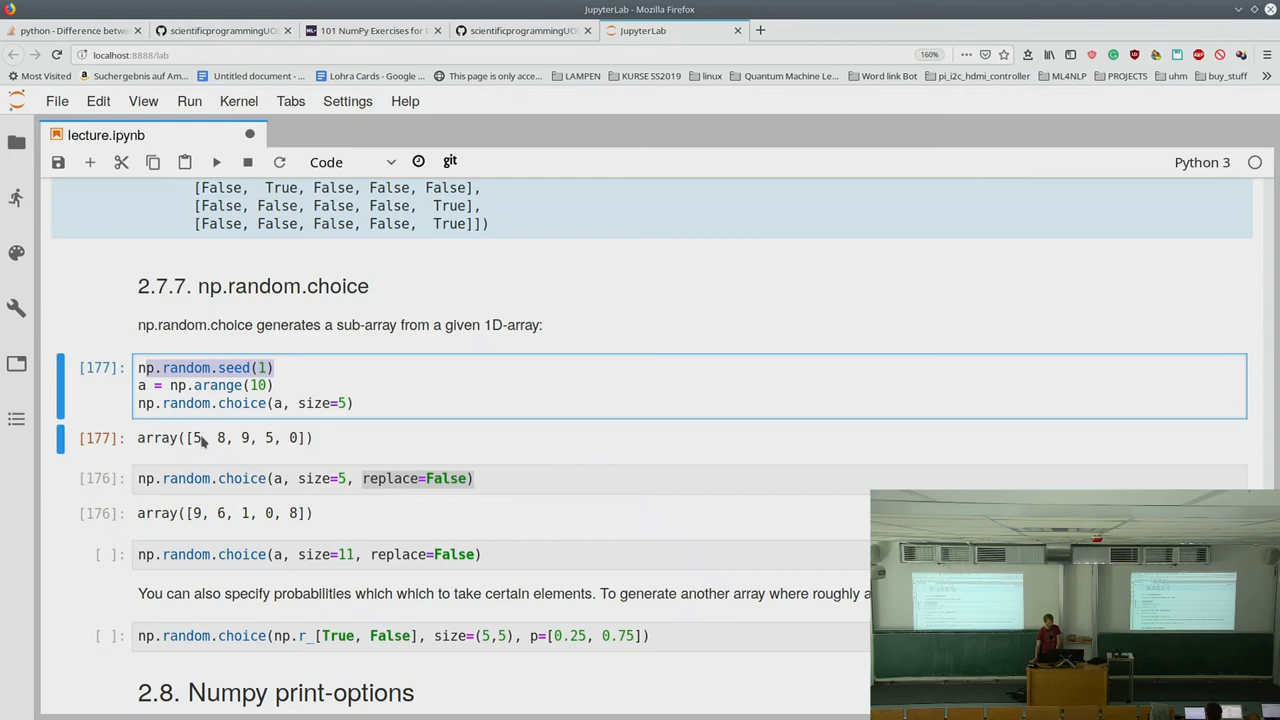 JupyterLab — Mozilla Firefox
python - Difference betwe
scientificprogrammingUOS
101 NumPy Exercises for D
scientificprogrammingUOS
JupyterLab
localhost:8888/lab
160%
Most Visited
Suchergebnis auf Am...
Untitled document - ...
Lohra Cards - Google ...
This page is only acce...
LAMPEN
KURSE SS2019
linux
Quantum Machine Le...
Word link Bot
pi_i2c_hdmi_controller
ML4NLP
PROJECTS
uhm
buy_stuff
File Edit View Run Kernel Tabs Settings Help
lecture.ipynb
Code
git
Python 3
[False, True, False, False, False],
[False, False, False, False, True],
[False, False, False, False, True]])
2.7.7. np.random.choice
np.random.choice generates a sub-array from a given 1D-array:
[177]: np.random.seed(1)
a = np.arange(10)
np.random.choice(a, size=5)
[177]: array([5, 8, 9, 5, 0])
[176]: np.random.choice(a, size=5, replace=False)
[176]: array([9, 6, 1, 0, 8])
[ ]: np.random.choice(a, size=11, replace=False)
You can also specify probabilities which which to take certain elements. To generate another array where roughly a
[ ]: np.random.choice(np.r_[True, False], size=(5,5), p=[0.25, 0.75])
2.8. Numpy print-options